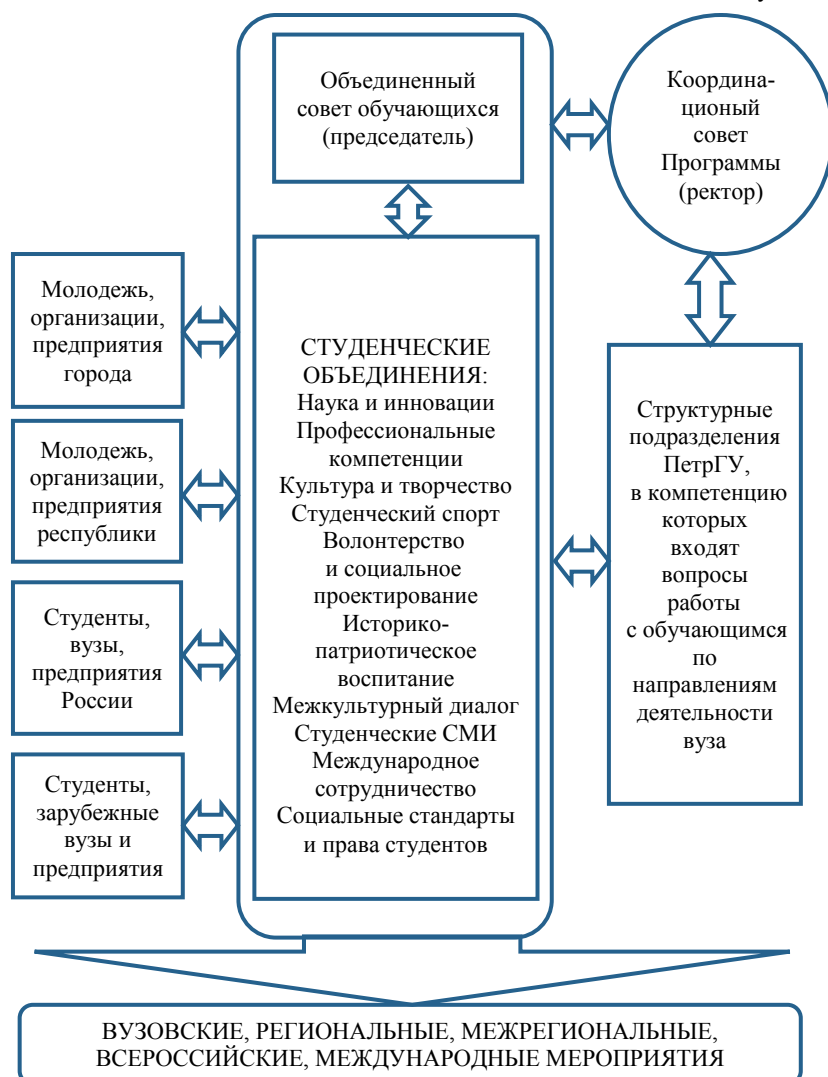 Объединенный
совет обучающихся
(председатель)
Координа-
ционый
совет
Программы
(ректор)
Молодежь,
организации,
предприятия
города
Молодежь,
организации,
предприятия
республики
Студенты,
вузы,
предприятия
России
Студенты,
зарубежные
вузы и
предприятия
СТУДЕНЧЕСКИЕ
ОБЪЕДИНЕНИЯ:
Наука и инновации
Профессиональные
компетенции
Культура и творчество
Студенческий спорт
Волонтерство
и социальное
проектирование
Историко-
патриотическое
воспитание
Межкультурный диалог
Студенческие СМИ
Международное
сотрудничество
Социальные стандарты
и права студентов
Структурные
подразделения
ПетрГУ,
в компетенцию
которых
входят
вопросы
работы
с обучающимся
по
направлениям
деятельности
вуза
ВУЗОВСКИЕ, РЕГИОНАЛЬНЫЕ, МЕЖРЕГИОНАЛЬНЫЕ,
ВСЕРОССИЙСКИЕ, МЕЖДУНАРОДНЫЕ МЕРОПРИЯТИЯ